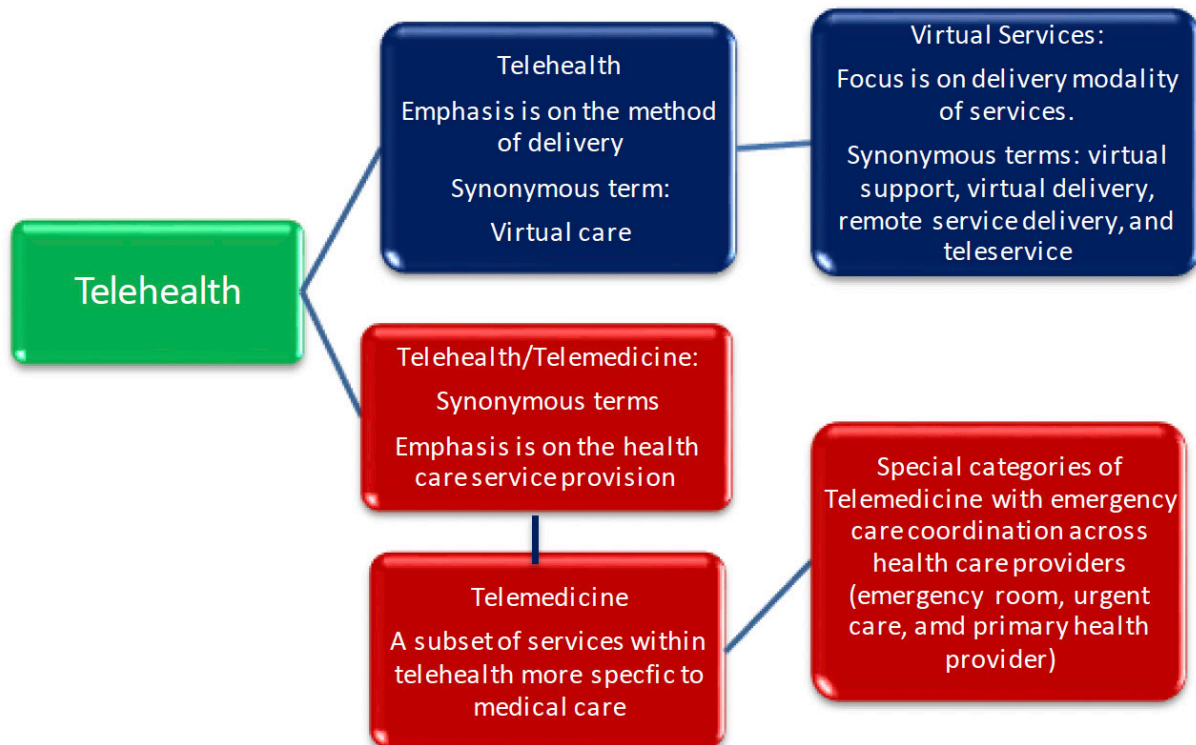 Telehealth
Telehealth
Emphasis is on the method
of delivery
Synonymous term:
Virtual care
Virtual Services:
Focus is on delivery modality
of services.
Synonymous terms: virtual
support, virtual delivery,
remote service delivery, and
teleservice
Telehealth/Telemedicine:
Synonymous terms
Emphasis is on the health
care service provision
Telemedicine
A subset of services within
telehealth more specfic to
medical care
Special categories of
Telemedicine with emergency
care coordination across
health care providers
(emergency room, urgent
care, amd primary health
provider)